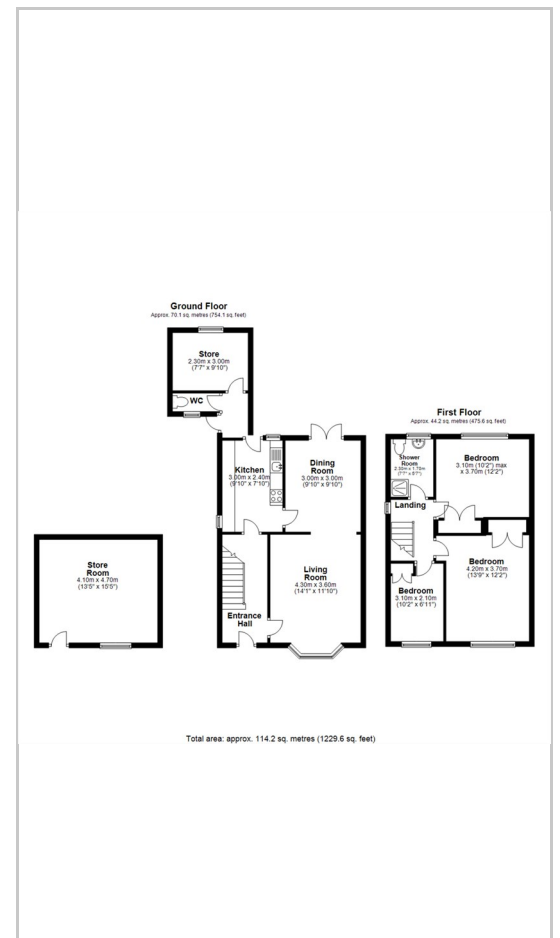 Ground Floor
Approx. 70.1 sq. metres (754.1 sq. feet)
Store
2.30m x 3.00m
(7'7" x 9'10")
WC
Kitchen
3.00m x 2.40m
(9'10" x 7'10")
Dining
Room
3.00m x 3.00m
(9'10" x 9'10")
Living
Room
4.30m x 3.60m
(14'1" x 11'10")
Entrance
Hall
Store
Room
4.10m x 4.70m
(13'5" x 15'5")
First Floor
Approx. 44.2 sq. metres (475.6 sq. feet)
Shower
Room
Bedroom
3.10m (10'2") max
x 3.70m (12'2")
Landing
Bedroom
4.20m x 3.70m
(13'9" x 12'2")
Bedroom
3.10m x 2.10m
(10'2" x 6'11")
Total area: approx. 114.2 sq. metres (1229.6 sq. feet)